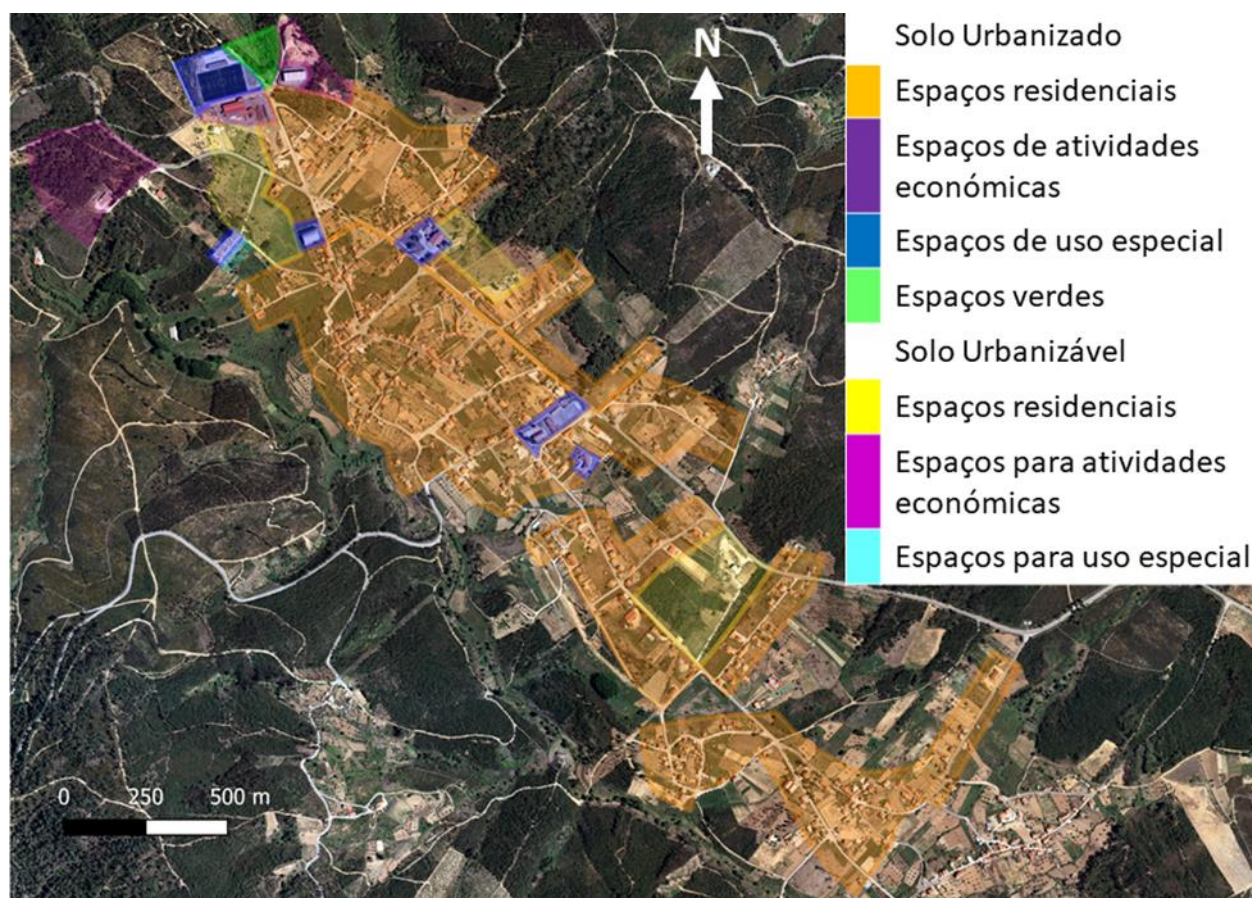 N
0 250 500 m
Solo Urbanizado
Espaços residenciais
Espaços de atividades
económicas
Espaços de uso especial
Espaços verdes
Solo Urbanizável
Espaços residenciais
Espaços para atividades
económicas
Espaços para uso especial